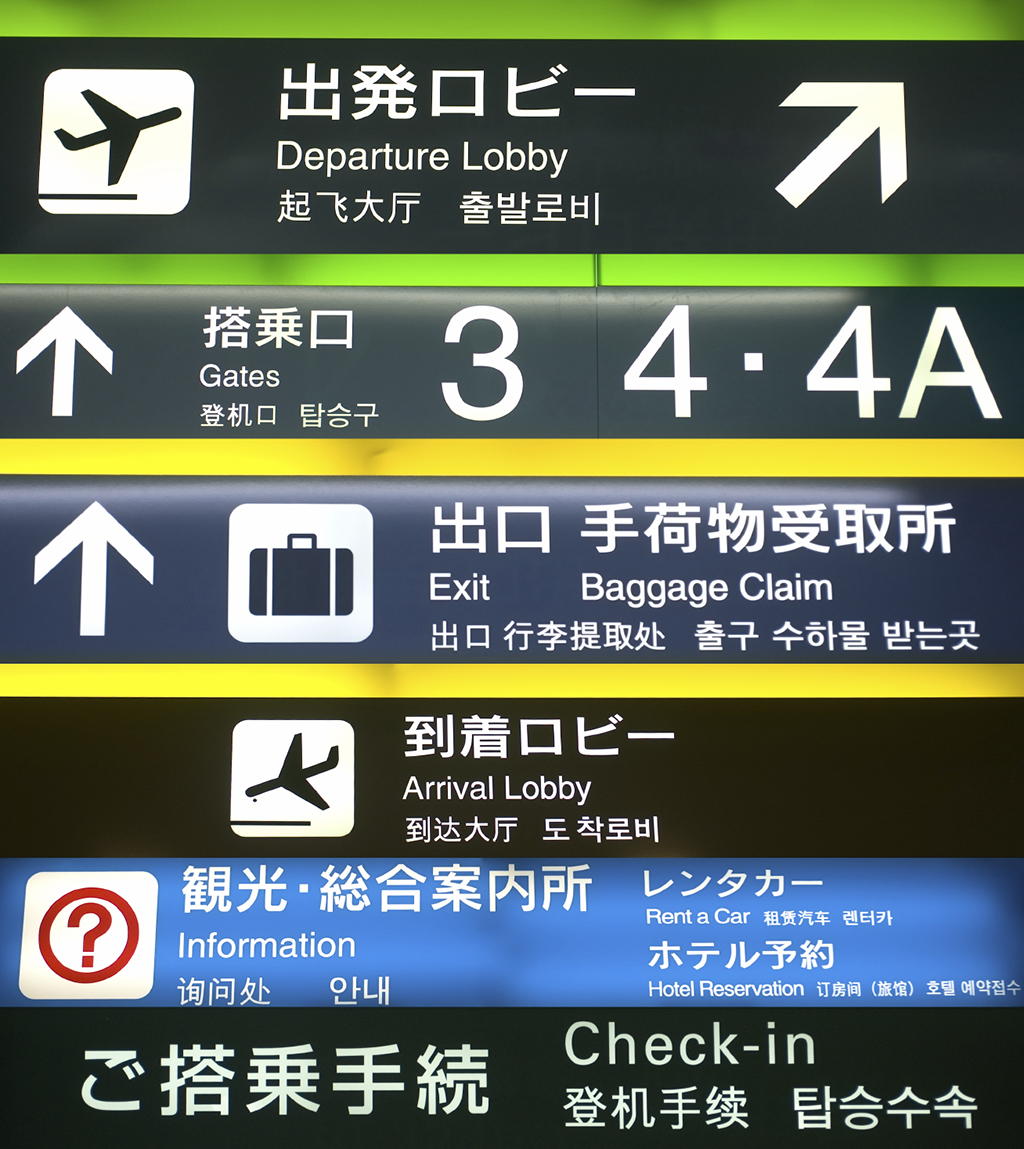 出発ロビー
Departure Lobby
起飞大厅 출발로비
搭乗口
Gates
登机口 탑승구
3 4・4A
出口 手荷物受取所
Exit Baggage Claim
出口 行李提取处 출구 수하물 받는곳
到着ロビー
Arrival Lobby
到达大厅 도착로비
?
観光・総合案内所
Information
询问处 안내
レンタカー
Rent a Car 租赁汽车 렌터카
ホテル予約
Hotel Reservation 订房间（旅馆） 호텔 예약접수
ご搭乗手続
Check-in
登机手续 탑승수속